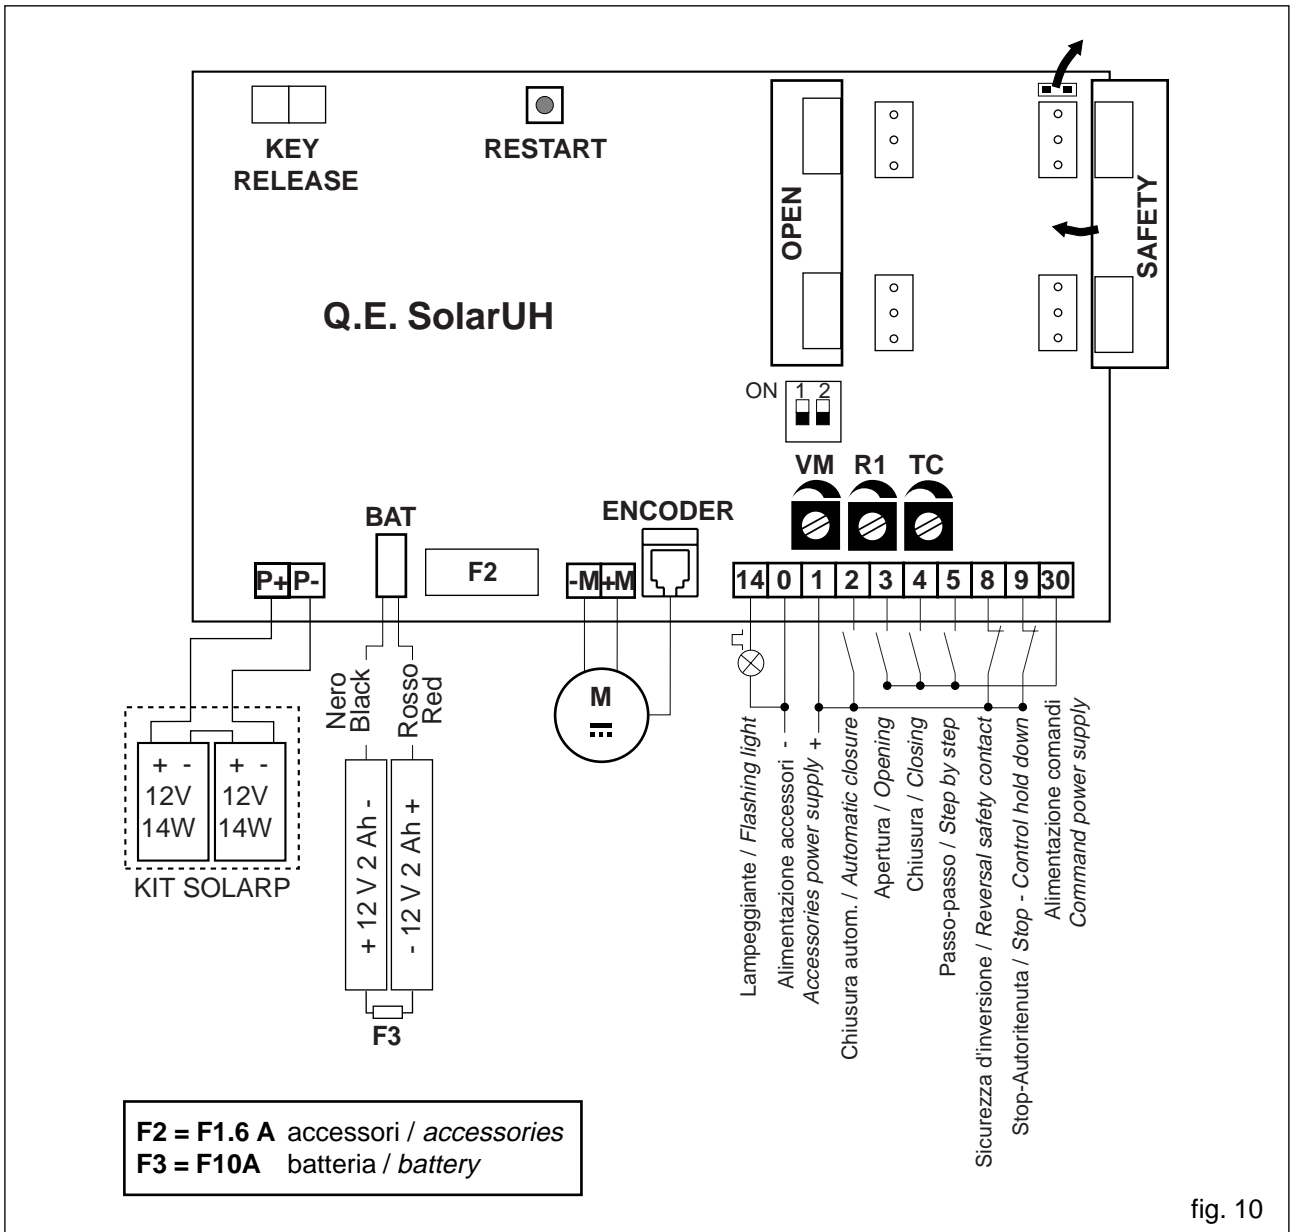 KEY
RELEASE
RESTART
OPEN
SAFETY
Q.E. SolarUH
ON 1 2
VM R1 TC
BAT
ENCODER
P+ P-
F2
-M +M
14 0 1 2 3 4 5 8 9 30
Nero
Black
Rosso
Red
M
+ -
12V
14W
+ -
12V
14W
KIT SOLARP
+ 12 V 2 Ah -
- 12 V 2 Ah +
F3
Lampeggiante / Flashing light
Alimentazione accessori -
Accessories power supply +
Chiusura autom. / Automatic closure
Apertura / Opening
Chiusura / Closing
Passo-passo / Step by step
Sicurezza d'inversione / Reversal safety contact
Stop-Autoritenuta / Stop - Control hold down
Alimentazione comandi
Command power supply
F2 = F1.6 A accessori / accessories
F3 = F10A batteria / battery
fig. 10